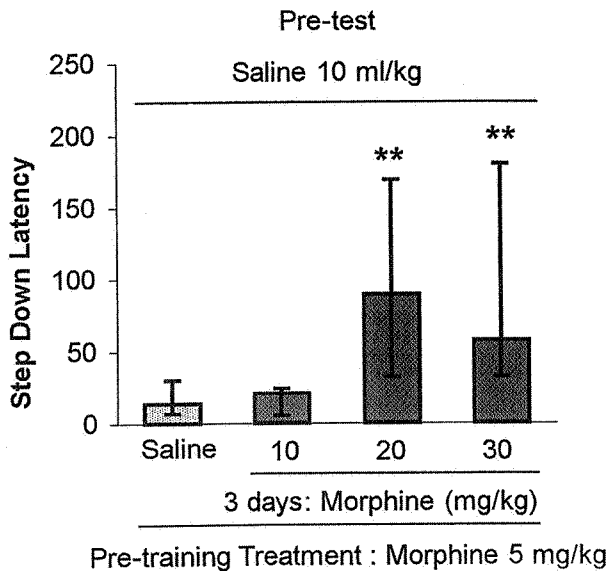 Pre-test
Saline 10 ml/kg
250
200
150
100
50
0
Step Down Latency
**
**
Saline
10
20
30
3 days: Morphine (mg/kg)
Pre-training Treatment : Morphine 5 mg/kg